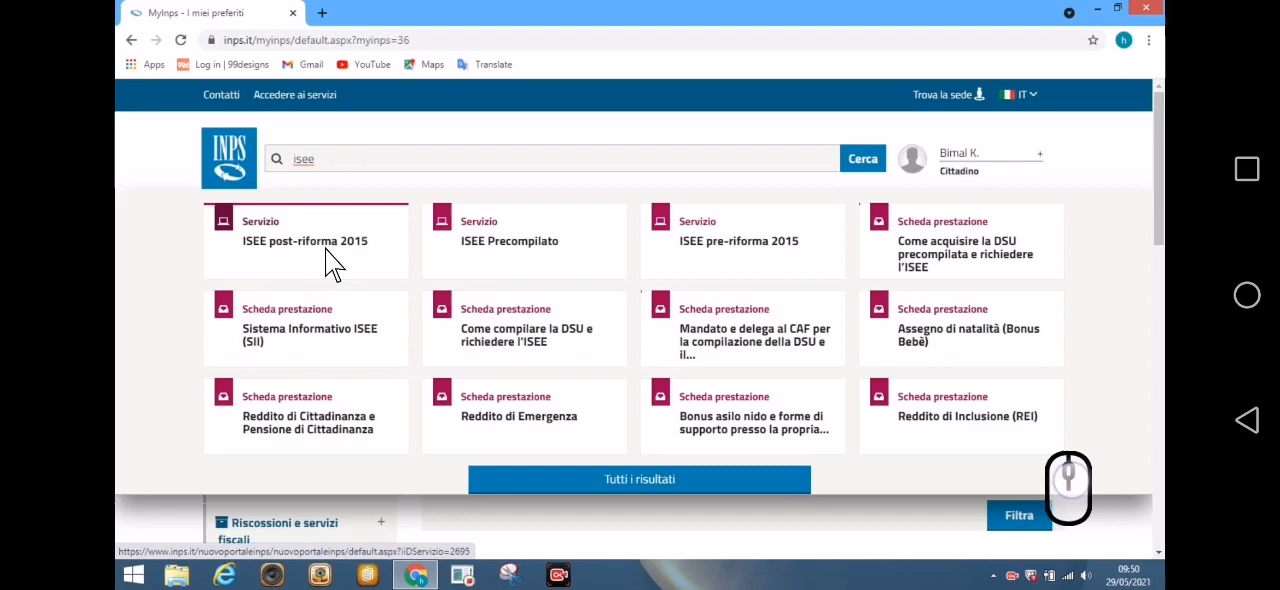 MyInps - I miei preferiti
inps.it/myinps/default.aspx?myinps=36
h
Apps
99d
Log in | 99designs
Gmail
YouTube
Maps
Translate
Contatti
Accedere ai servizi
Trova la sede
IT
INPS
isee
Cerca
Bimal K.
+
Cittadino
Servizio
ISEE post-riforma 2015
Servizio
ISEE Precompilato
Servizio
ISEE pre-riforma 2015
Scheda prestazione
Come acquisire la DSU
precompilata e richiedere
l'ISEE
Scheda prestazione
Sistema Informativo ISEE
(SII)
Scheda prestazione
Come compilare la DSU e
richiedere l'ISEE
Scheda prestazione
Mandato e delega al CAF per
la compilazione della DSU e
il...
Scheda prestazione
Assegno di natalità (Bonus
Bebè)
Scheda prestazione
Reddito di Cittadinanza e
Pensione di Cittadinanza
Scheda prestazione
Reddito di Emergenza
Scheda prestazione
Bonus asilo nido e forme di
supporto presso la propria...
Scheda prestazione
Reddito di Inclusione (REI)
Tutti i risultati
Riscossioni e servizi
fiscali
+
Filtra
https://www.inps.it/nuovoportaleinps/nuovoportaleinps/default.aspx?iIDServizio=2695
09:50
29/05/2021